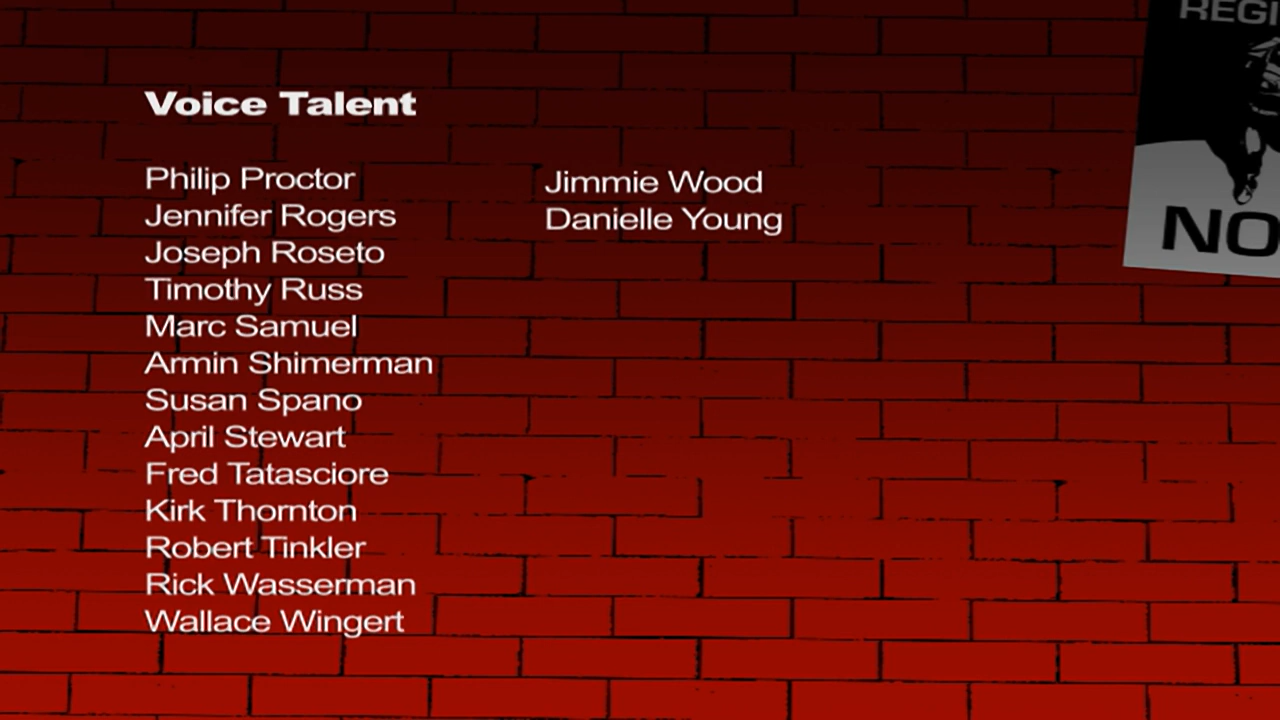 Voice Talent
Philip Proctor
Jennifer Rogers
Joseph Roseto
Timothy Russ
Marc Samuel
Armin Shimerman
Susan Spano
April Stewart
Fred Tatasciore
Kirk Thornton
Robert Tinkler
Rick Wasserman
Wallace Wingert
Jimmie Wood
Danielle Young
REGI
NO